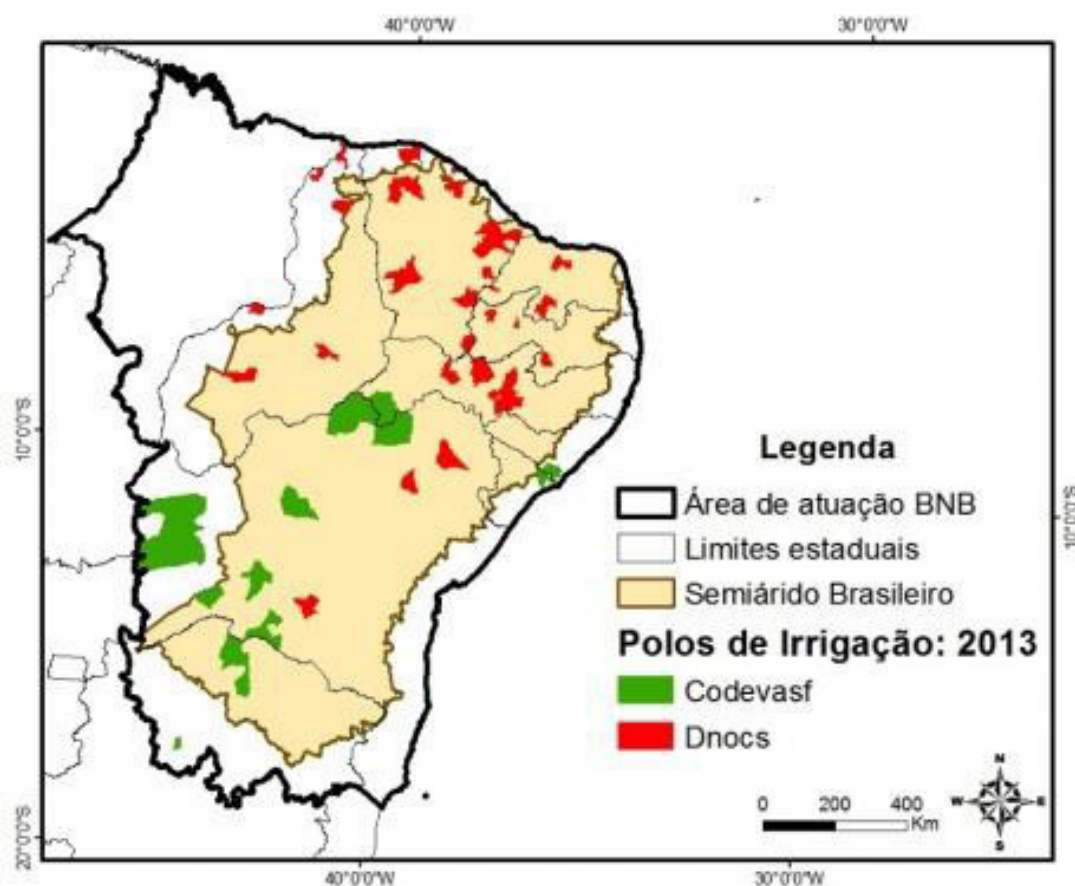 40°0'0"W 30°0'0"W
10°0'0"S
Legenda
Área de atuação BNB
10°0'0"S
Limites estaduais
Semiárido Brasileiro
Polos de Irrigação: 2013
Codevasf
Dnocs
N
W E
S
0 200 400
Km
20°0'0"S
40°0'0"W 30°0'0"W